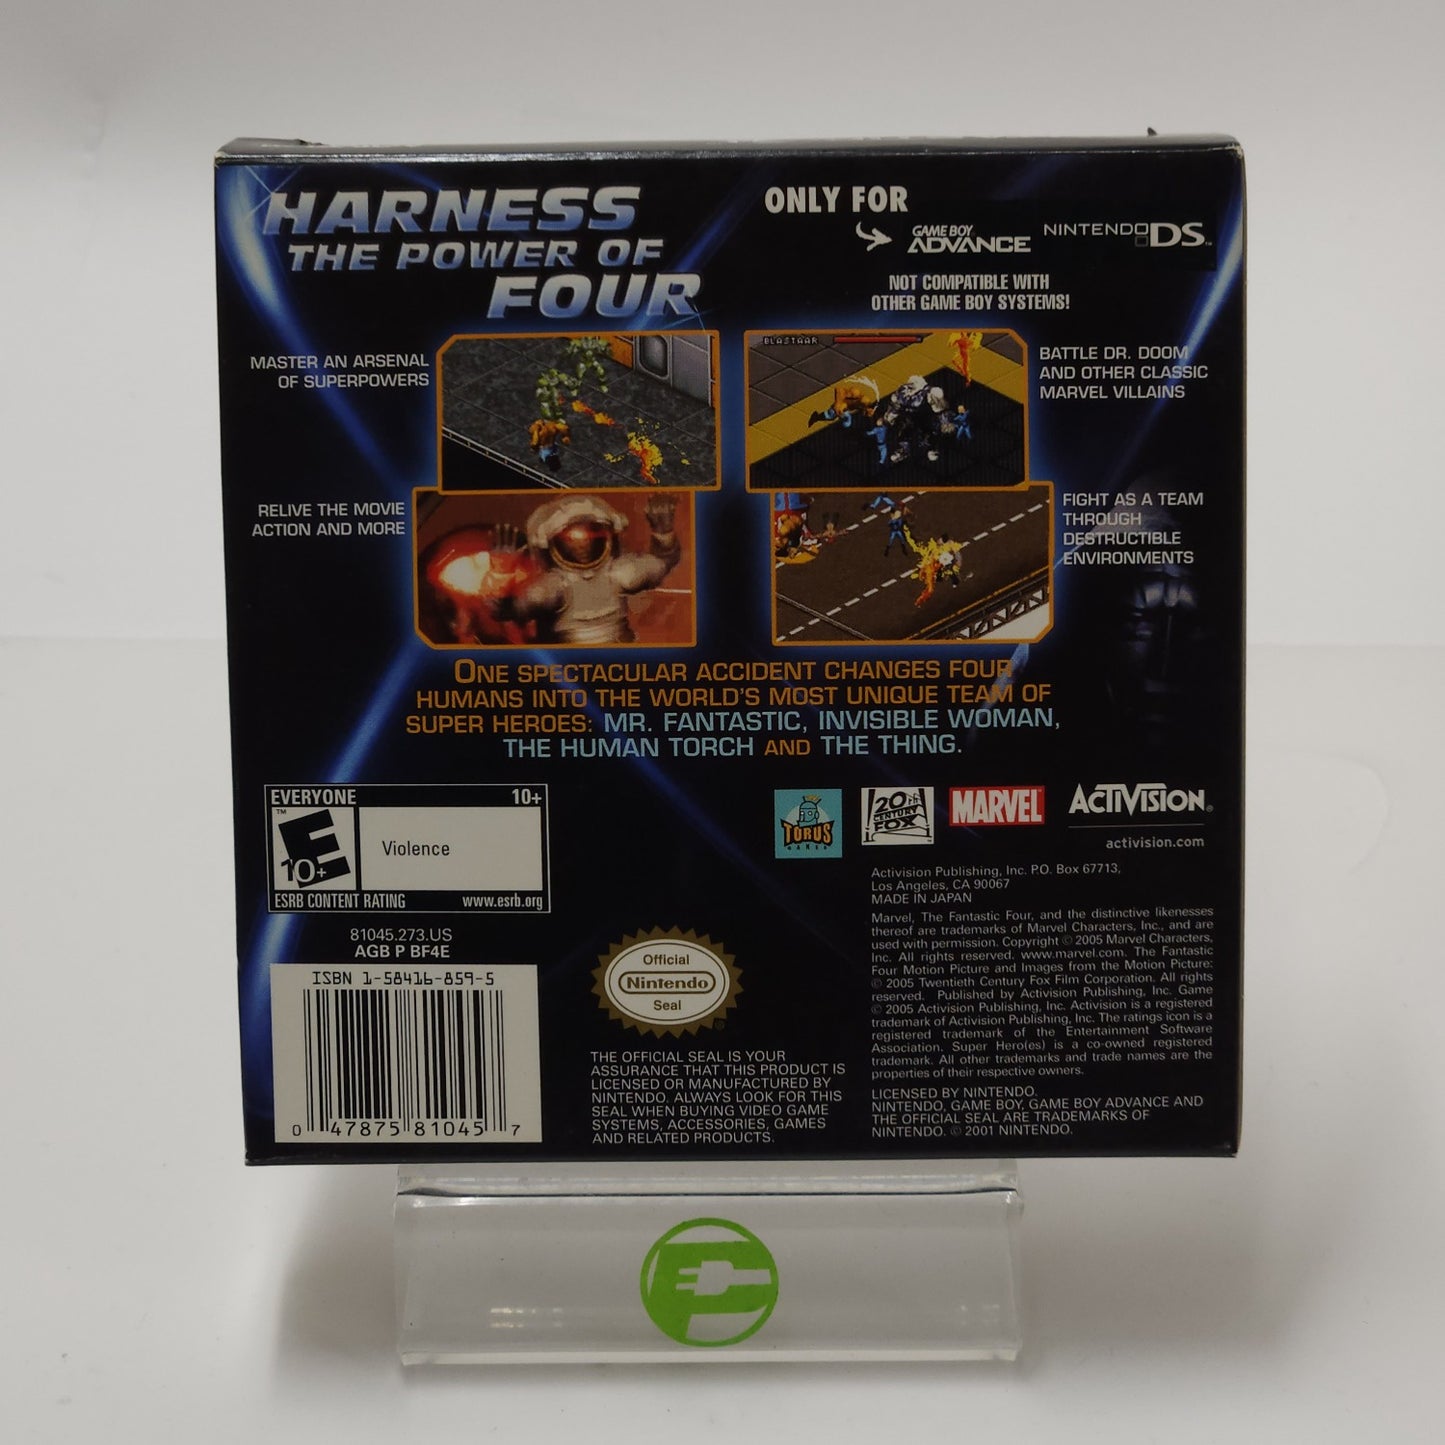 HARNESS
THE POWER OF
FOUR
ONLY FOR
GAME BOY
ADVANCE
NINTENDO DS™
NOT COMPATIBLE WITH
OTHER GAME BOY SYSTEMS!
MASTER AN ARSENAL
OF SUPERPOWERS
BLASTAAR
BATTLE DR. DOOM
AND OTHER CLASSIC
MARVEL VILLAINS
RELIVE THE MOVIE
ACTION AND MORE
FIGHT AS A TEAM
THROUGH
DESTRUCTIBLE
ENVIRONMENTS
ONE SPECTACULAR ACCIDENT CHANGES FOUR
HUMANS INTO THE WORLD'S MOST UNIQUE TEAM OF
SUPER HEROES: MR. FANTASTIC, INVISIBLE WOMAN,
THE HUMAN TORCH AND THE THING.
EVERYONE 10+
™
E
10+
Violence
ESRB CONTENT RATING www.esrb.org
TORUS
GAMES
20th
CENTURY
FOX
MARVEL
ACTIVISION®
activision.com
Activision Publishing, Inc. P.O. Box 67713,
Los Angeles, CA 90067
MADE IN JAPAN
Marvel, The Fantastic Four, and the distinctive likenesses
thereof are trademarks of Marvel Characters, Inc., and are
used with permission. Copyright © 2005 Marvel Characters,
Inc. All rights reserved. www.marvel.com. The Fantastic
Four Motion Picture and Images from the Motion Picture:
© 2005 Twentieth Century Fox Film Corporation. All rights
reserved. Published by Activision Publishing, Inc. Game
© 2005 Activision Publishing, Inc. Activision is a registered
trademark of Activision Publishing, Inc. The ratings icon is a
registered trademark of the Entertainment Software
Association. Super Hero(es) is a co-owned registered
trademark. All other trademarks and trade names are the
properties of their respective owners.
LICENSED BY NINTENDO.
NINTENDO, GAME BOY, GAME BOY ADVANCE AND
THE OFFICIAL SEAL ARE TRADEMARKS OF
NINTENDO. © 2001 NINTENDO.
81045.273.US
AGB P BF4E
ISBN 1-58416-859-5
0 47875 81045 7
Official
Nintendo
Seal
®
THE OFFICIAL SEAL IS YOUR
ASSURANCE THAT THIS PRODUCT IS
LICENSED OR MANUFACTURED BY
NINTENDO. ALWAYS LOOK FOR THIS
SEAL WHEN BUYING VIDEO GAME
SYSTEMS, ACCESSORIES, GAMES
AND RELATED PRODUCTS.